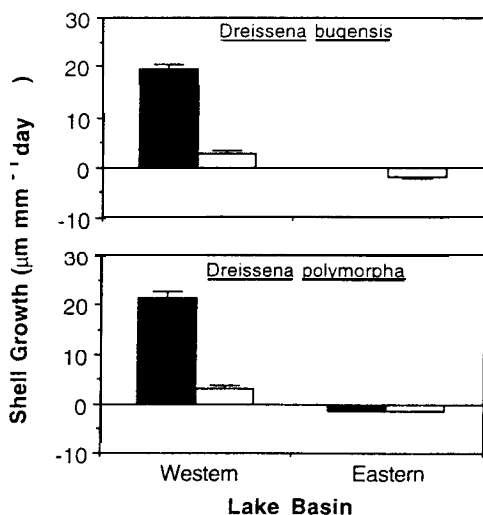 30
Dreissena bugensis
20
10
0
-10
30
Dreissena polymorpha
20
10
0
-10
Shell Growth (μm mm⁻¹ day )
Western Eastern
Lake Basin